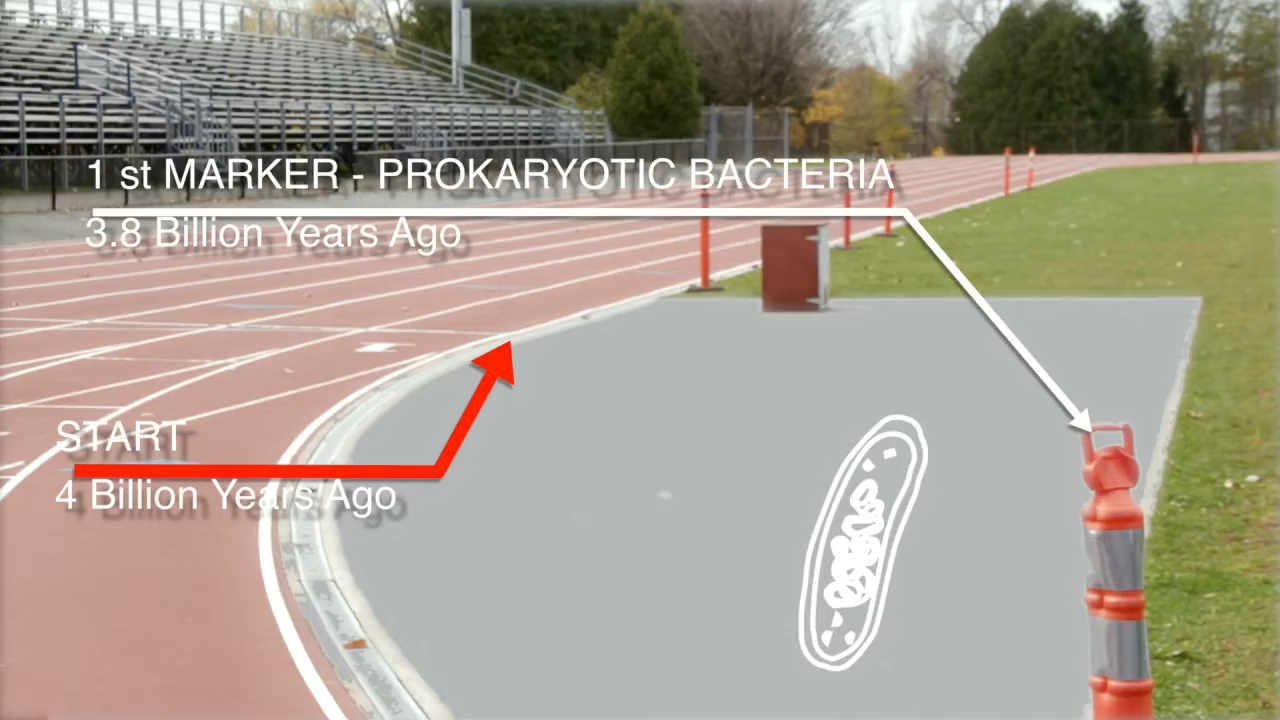 1 st MARKER - PROKARYOTIC BACTERIA
3.8 Billion Years Ago
START
4 Billion Years Ago